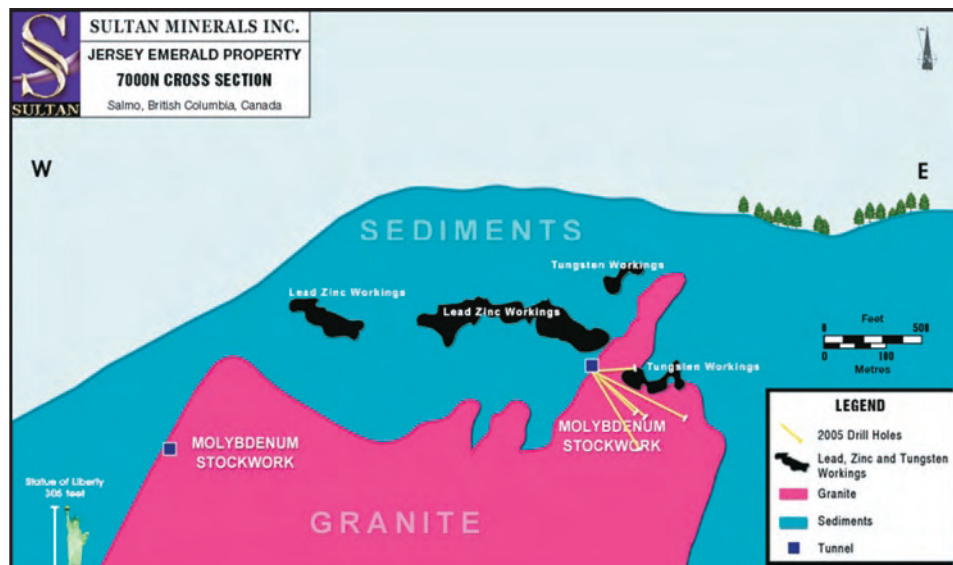 SULTAN
SULTAN MINERALS INC.
JERSEY EMERALD PROPERTY
7000N CROSS SECTION
Salmo, British Columbia, Canada
W
E
SEDIMENTS
Tungsten Workings
Lead Zinc Workings
Lead Zinc Workings
Feet
0 500
0 100
Metres
Tungsten Workings
MOLYBDENUM
STOCKWORK
MOLYBDENUM
STOCKWORK
GRANITE
Statue of Liberty
305 feet
LEGEND
2005 Drill Holes
Lead, Zinc and Tungsten
Workings
Granite
Sediments
Tunnel